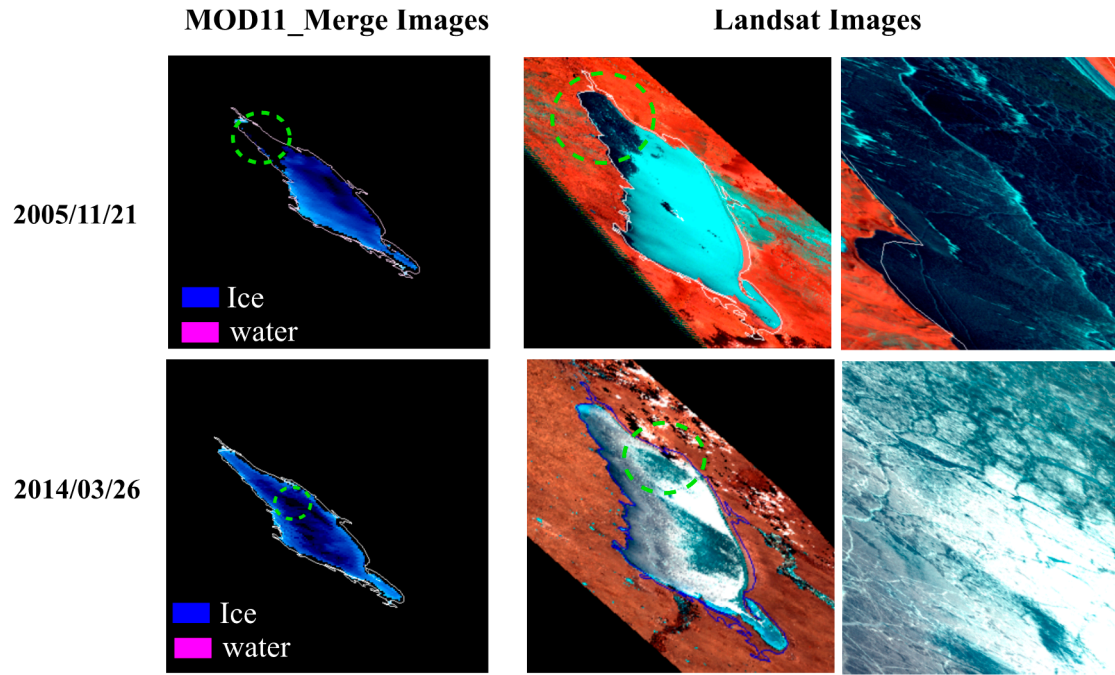 MOD11_Merge Images
Landsat Images
2005/11/21
Ice
water
2014/03/26
Ice
water